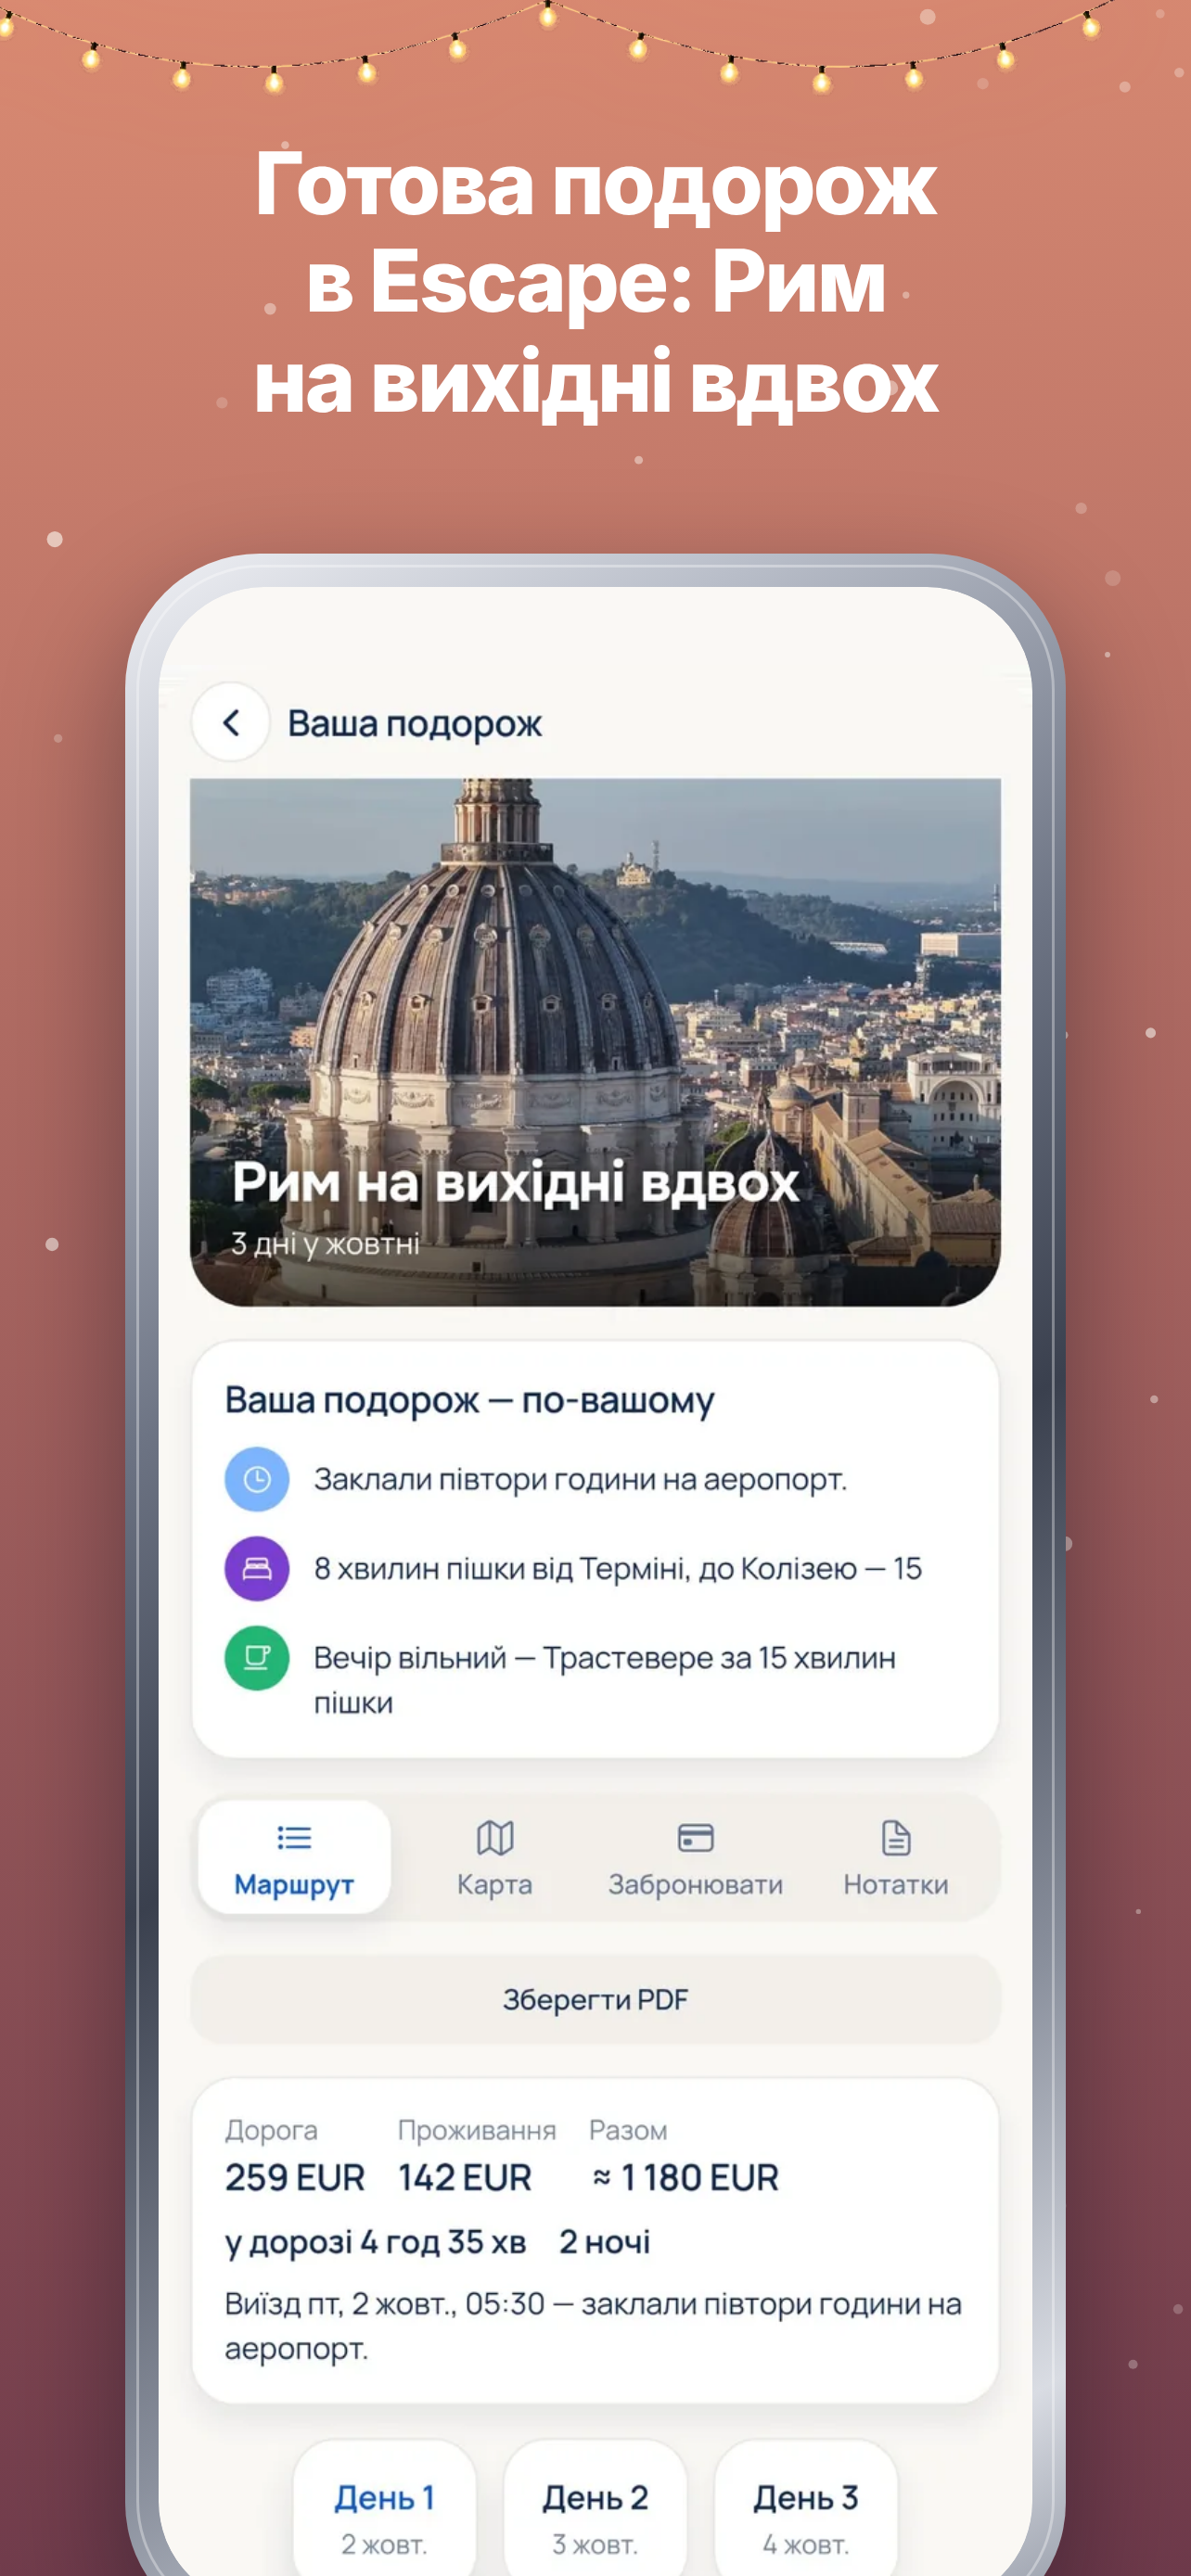 Готова подорож
в Escape: Рим
на вихідні вдвох
Ваша подорож
Рим на вихідні вдвох
3 дні у жовтні
Ваша подорож — по-вашому
Заклали півтори години на аеропорт.
8 хвилин пішки від Терміні, до Колізею — 15
Вечір вільний — Трастевере за 15 хвилин
пішки
Маршрут
Карта
Забронювати
Нотатки
Зберегти PDF
Дорога
Проживання
Разом
259 EUR
142 EUR
≈ 1 180 EUR
у дорозі 4 год 35 хв
2 ночі
Виїзд пт, 2 жовт., 05:30 — заклали півтори години на
аеропорт.
День 1
День 2
День 3
2 жовт.
3 жовт.
4 жовт.